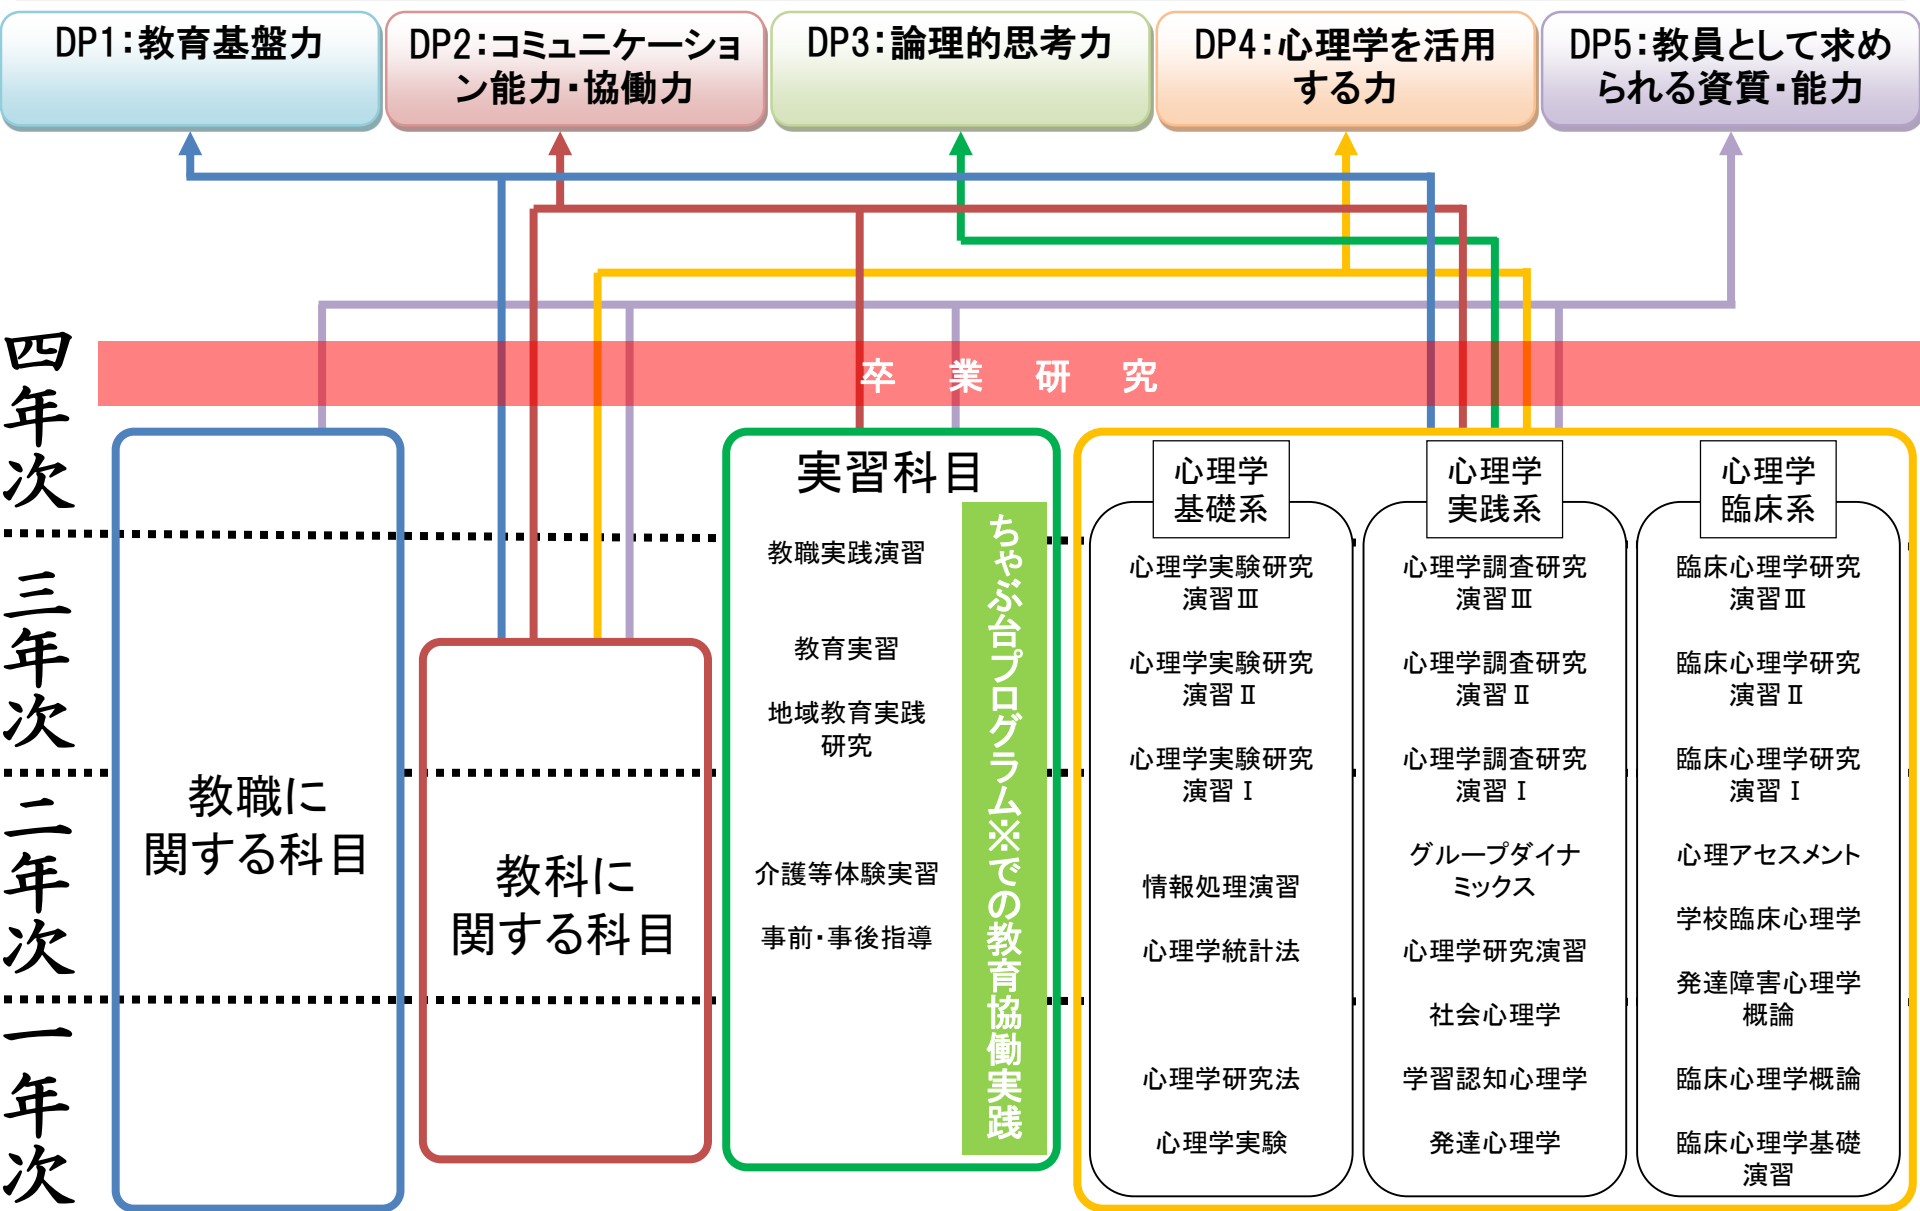 DP1：教育基盤力
DP2：コミュニケーショ
ン能力・協働力
DP3：論理的思考力
DP4：心理学を活用
する力
DP5：教員として求め
られる資質・能力
四年次
三年次
二年次
一年次
卒業研究
教職に
関する科目
教科に
関する科目
実習科目
教職実践演習
教育実習
地域教育実践
研究
介護等体験実習
事前・事後指導
ちゃぶ台プログラム※での教育協働実践
心理学
基礎系
心理学実験研究
演習Ⅲ
心理学実験研究
演習Ⅱ
心理学実験研究
演習Ⅰ
情報処理演習
心理学統計法
心理学研究法
心理学実験
心理学
実践系
心理学調査研究
演習Ⅲ
心理学調査研究
演習Ⅱ
心理学調査研究
演習Ⅰ
グループダイナ
ミックス
心理学研究演習
社会心理学
学習認知心理学
発達心理学
心理学
臨床系
臨床心理学研究
演習Ⅲ
臨床心理学研究
演習Ⅱ
臨床心理学研究
演習Ⅰ
心理アセスメント
学校臨床心理学
発達障害心理学
概論
臨床心理学概論
臨床心理学基礎
演習